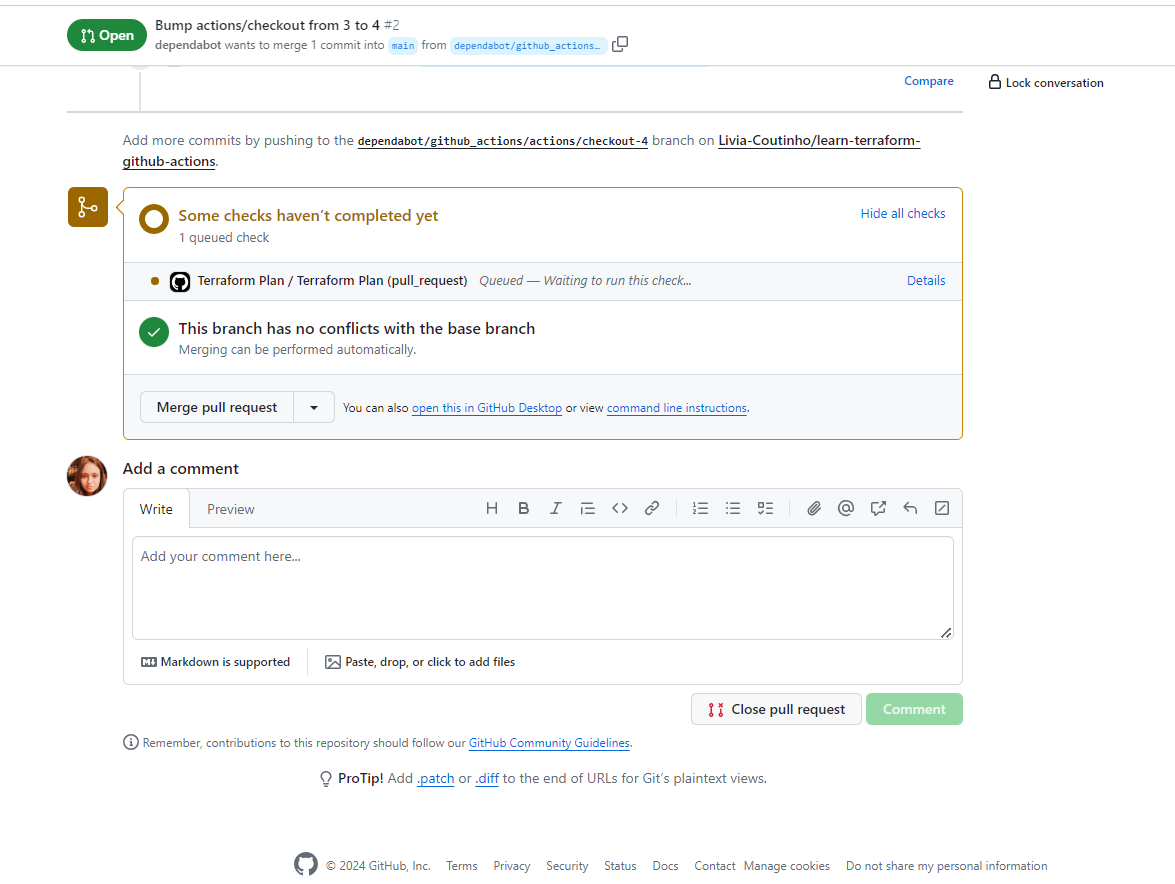 Open
Bump actions/checkout from 3 to 4 #2
dependabot wants to merge 1 commit into main from dependabot/github_actions…
Compare
Lock conversation
Add more commits by pushing to the dependabot/github_actions/actions/checkout-4 branch on Livia-Coutinho/learn-terraform-
github-actions.
Some checks haven’t completed yet
Hide all checks
1 queued check
Terraform Plan / Terraform Plan (pull_request) Queued — Waiting to run this check...
Details
This branch has no conflicts with the base branch
Merging can be performed automatically.
Merge pull request
You can also open this in GitHub Desktop or view command line instructions.
Add a comment
Write
Preview
Add your comment here...
Markdown is supported
Paste, drop, or click to add files
Close pull request
Comment
Remember, contributions to this repository should follow our GitHub Community Guidelines.
ProTip! Add .patch or .diff to the end of URLs for Git’s plaintext views.
© 2024 GitHub, Inc. Terms Privacy Security Status Docs Contact Manage cookies Do not share my personal information